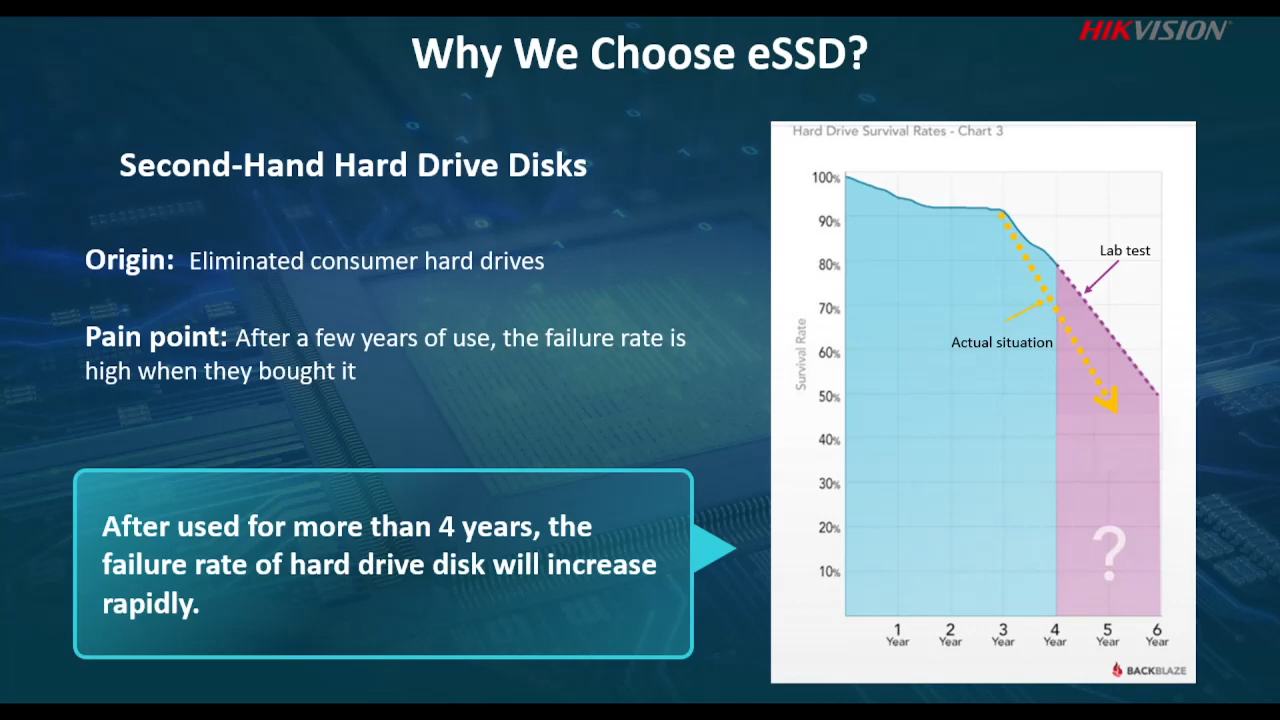 HIKVISION
Why We Choose eSSD?
Second-Hand Hard Drive Disks
Origin: Eliminated consumer hard drives
Pain point: After a few years of use, the failure rate is
high when they bought it
After used for more than 4 years, the
failure rate of hard drive disk will increase
rapidly.
Hard Drive Survival Rates - Chart 3
100%
90%
80%
70%
60%
50%
40%
30%
20%
10%
Survival Rate
Lab test
Actual situation
?
1 2 3 4 5 6
Year Year Year Year Year Year
BACKBLAZE